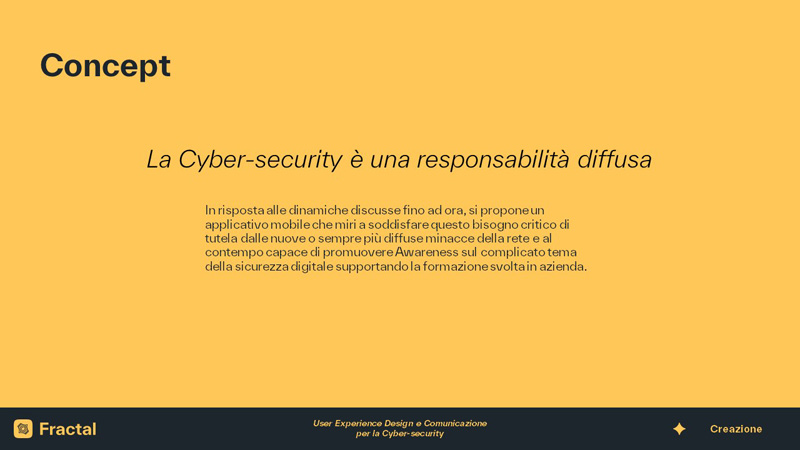 Concept
La Cyber-security è una responsabilità diffusa
In risposta alle dinamiche discusse fino ad ora, si propone un
applicativo mobile che miri a soddisfare questo bisogno critico di
tutela dalle nuove o sempre più diffuse minacce della rete e al
contempo capace di promuovere Awareness sul complicato tema
della sicurezza digitale supportando la formazione svolta in azienda.
Fractal
User Experience Design e Comunicazione
per la Cyber-security
Creazione